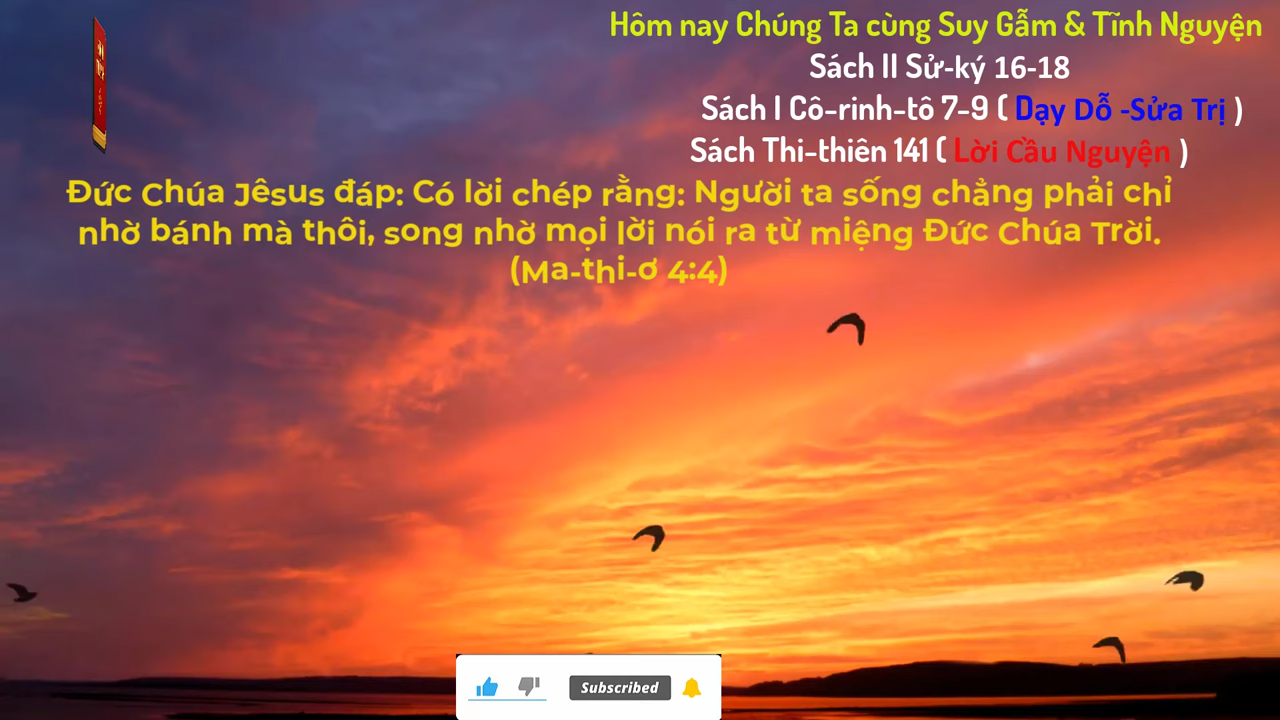 Hôm nay Chúng Ta cùng Suy Gẫm & Tĩnh Nguyện
Sách II Sử-ký 16-18
Sách I Cô-rinh-tô 7-9 ( Dạy Dỗ -Sửa Trị )
Sách Thi-thiên 141 ( Lời Cầu Nguyện )
Đức Chúa Jêsus đáp: Có lời chép rằng: Người ta sống chẳng phải chỉ
nhờ bánh mà thôi, song nhờ mọi lời nói ra từ miệng Đức Chúa Trời.
(Ma-thi-ơ 4:4)
Subscribed